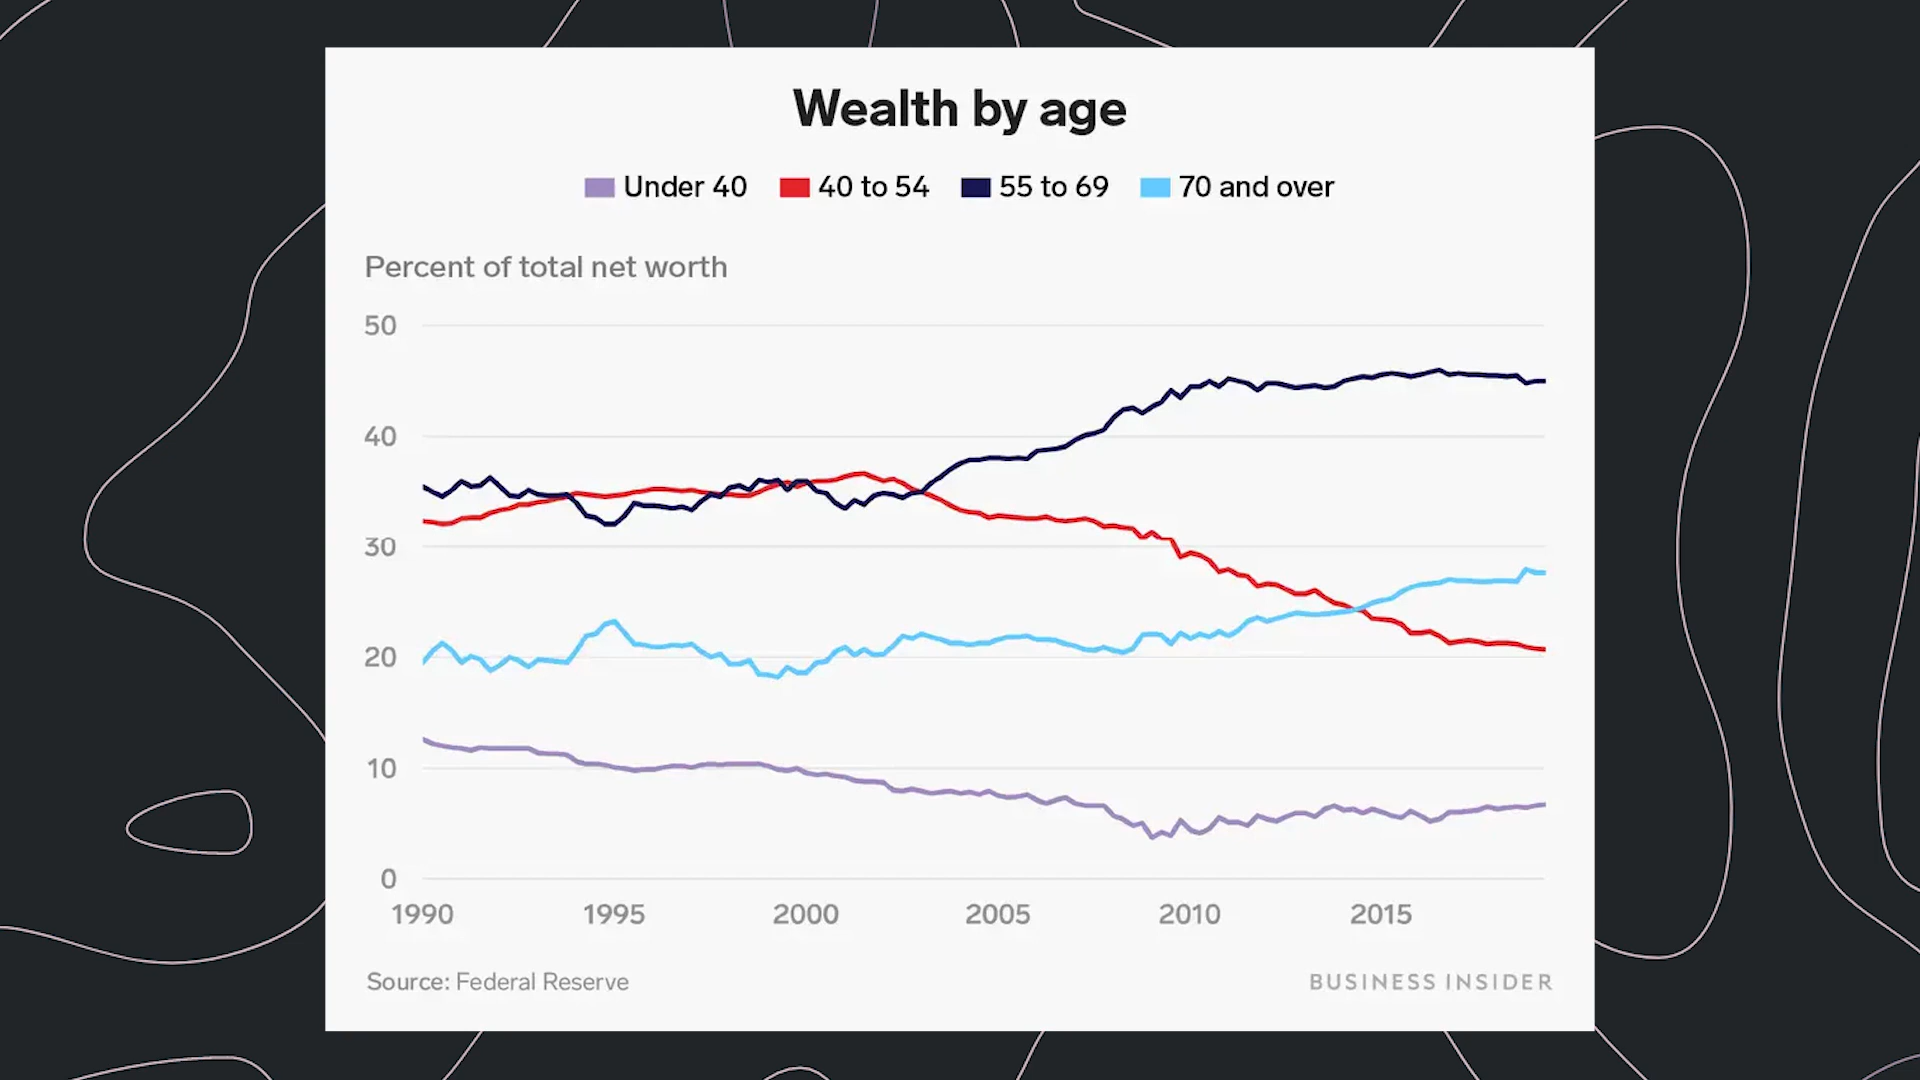 Wealth by age
Under 40 40 to 54 55 to 69 70 and over
Percent of total net worth
50
40
30
20
10
0
1990 1995 2000 2005 2010 2015
Source: Federal Reserve BUSINESS INSIDER